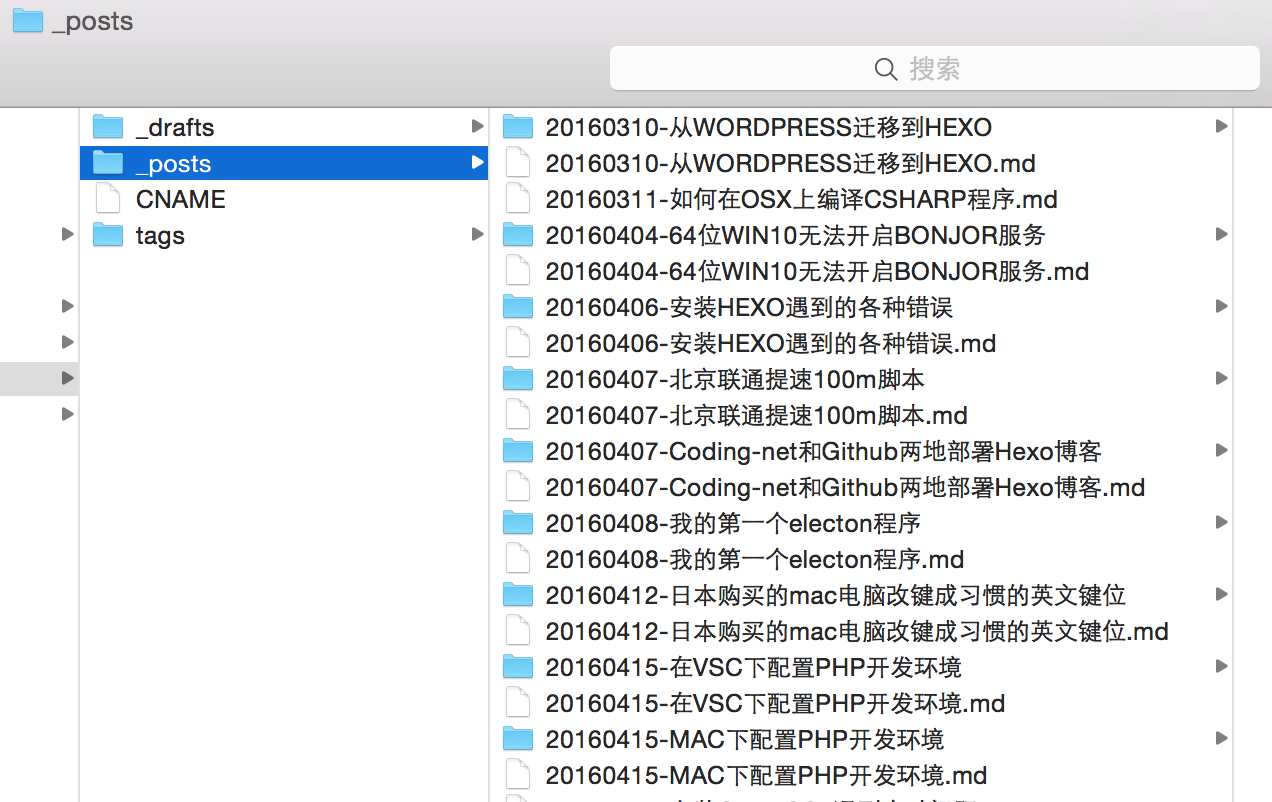 _posts
搜索
_drafts
_posts
CNAME
tags
20160310-从WORDPRESS迁移到HEXO
20160310-从WORDPRESS迁移到HEXO.md
20160311-如何在OSX上编译CSHARP程序.md
20160404-64位WIN10无法开启BONJOR服务
20160404-64位WIN10无法开启BONJOR服务.md
20160406-安装HEXO遇到的各种错误
20160406-安装HEXO遇到的各种错误.md
20160407-北京联通提速100m脚本
20160407-北京联通提速100m脚本.md
20160407-Coding-net和Github两地部署Hexo博客
20160407-Coding-net和Github两地部署Hexo博客.md
20160408-我的第一个electon程序
20160408-我的第一个electon程序.md
20160412-日本购买的mac电脑改键成习惯的英文键位
20160412-日本购买的mac电脑改键成习惯的英文键位.md
20160415-在VSC下配置PHP开发环境
20160415-在VSC下配置PHP开发环境.md
20160415-MAC下配置PHP开发环境
20160415-MAC下配置PHP开发环境.md